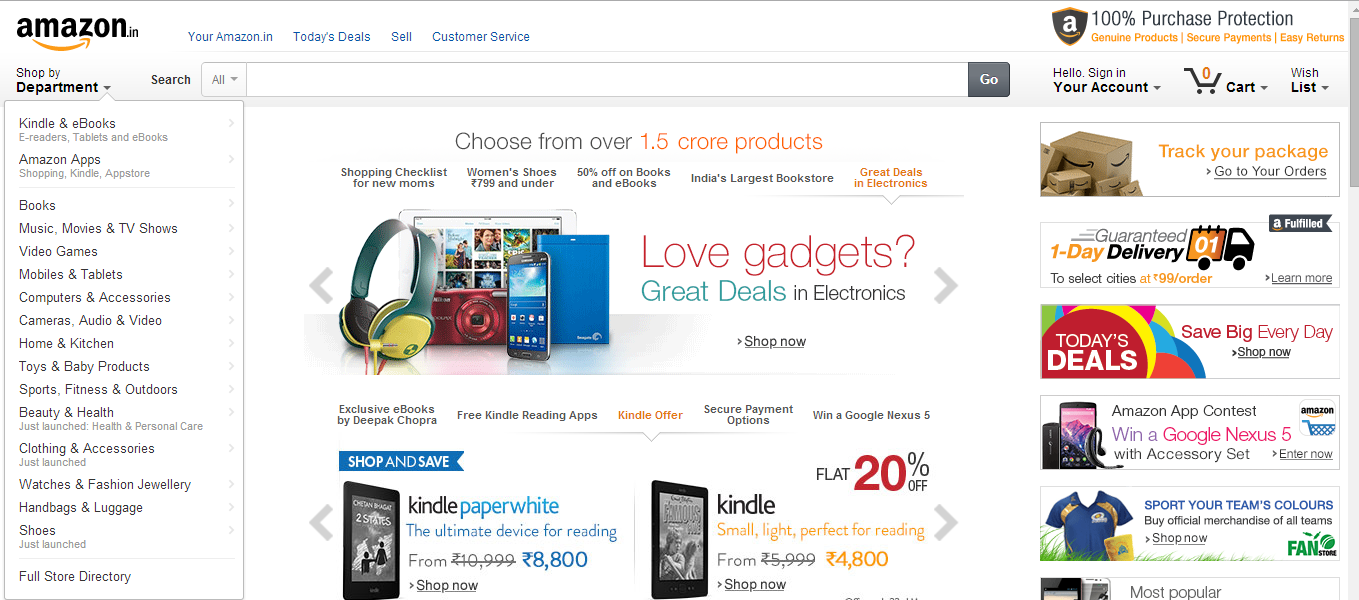 amazon.in
Your Amazon.in Today's Deals Sell Customer Service
100% Purchase Protection
Genuine Products | Secure Payments | Easy Returns
Shop by
Department
Search
All
Go
Hello. Sign in
Your Account
0
Cart
Wish
List
Kindle & eBooks
E-readers, Tablets and eBooks
Amazon Apps
Shopping, Kindle, Appstore
Books
Music, Movies & TV Shows
Video Games
Mobiles & Tablets
Computers & Accessories
Cameras, Audio & Video
Home & Kitchen
Toys & Baby Products
Sports, Fitness & Outdoors
Beauty & Health
Just launched: Health & Personal Care
Clothing & Accessories
Just launched
Watches & Fashion Jewellery
Handbags & Luggage
Shoes
Just launched
Full Store Directory
Choose from over 1.5 crore products
Shopping Checklist
for new moms
Women's Shoes
₹799 and under
50% off on Books
and eBooks
India's Largest Bookstore
Great Deals
in Electronics
Love gadgets?
Great Deals in Electronics
Shop now
Seagate
Exclusive eBooks
by Deepak Chopra
Free Kindle Reading Apps
Kindle Offer
Secure Payment
Options
Win a Google Nexus 5
SHOP AND SAVE
FLAT 20% OFF
CHETAN BHAGAT
2 STATES
kindle paperwhite
The ultimate device for reading
From ₹10,999 ₹8,800
Shop now
kindle
Small, light, perfect for reading
From ₹5,999 ₹4,800
Shop now
Track your package
Go to Your Orders
a Fulfilled
Guaranteed
1-Day Delivery 01
To select cities at ₹99/order
Learn more
TODAY'S
DEALS
Save Big Every Day
Shop now
Amazon App Contest
Win a Google Nexus 5
with Accessory Set
amazon
Enter now
SPORT YOUR TEAM'S COLOURS
Buy official merchandise of all teams
Shop now
FAN STORE
Most popular